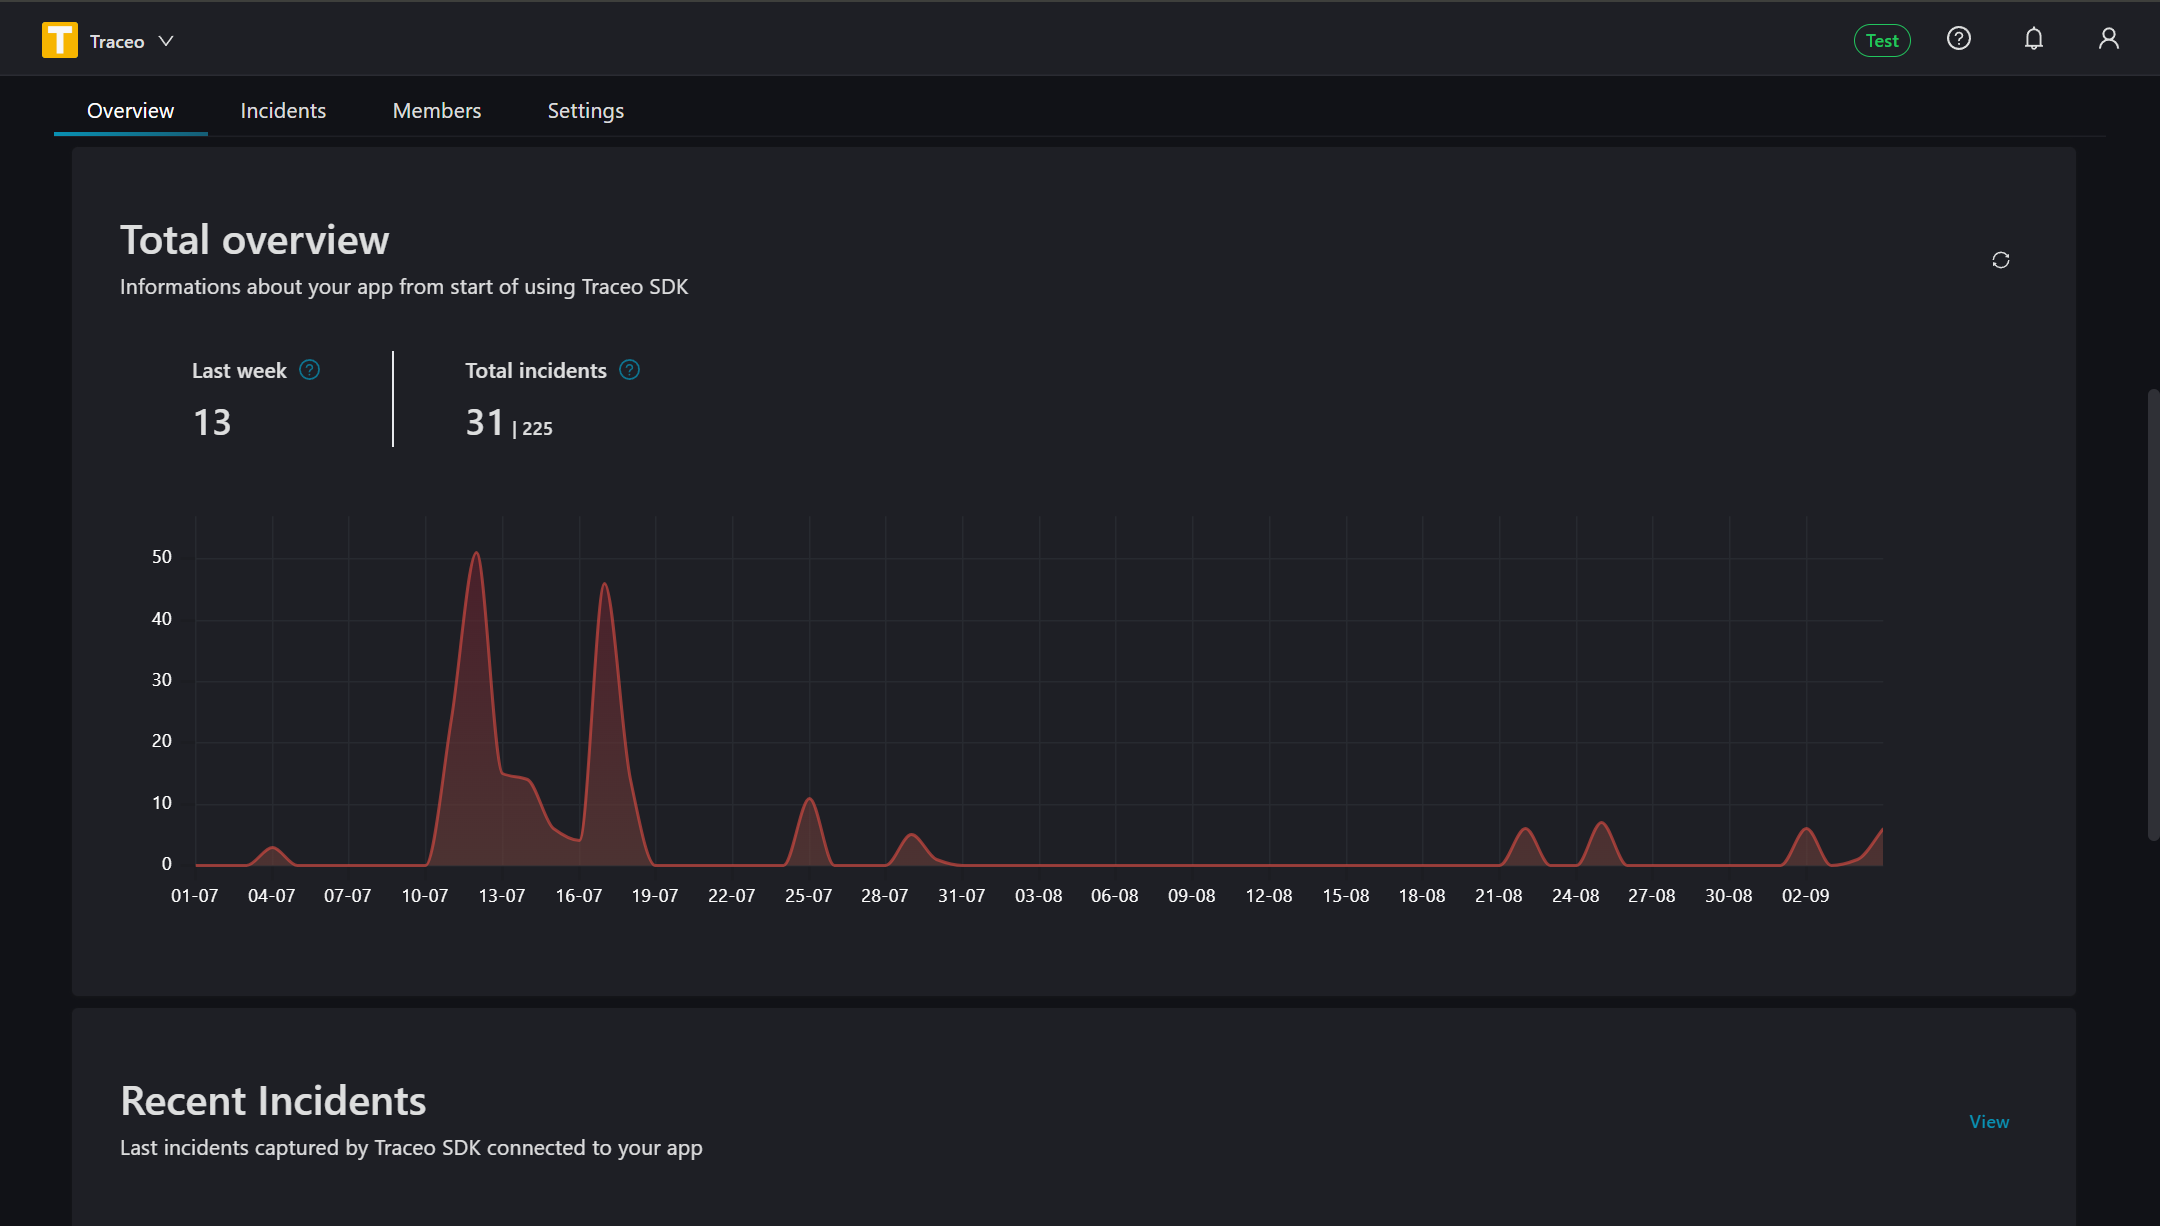 T Traceo
Test
Overview Incidents Members Settings
Total overview
Informations about your app from start of using Traceo SDK
Last week ? Total incidents ?
13 31 | 225
50
40
30
20
10
0
01-07 04-07 07-07 10-07 13-07 16-07 19-07 22-07 25-07 28-07 31-07 03-08 06-08 09-08 12-08 15-08 18-08 21-08 24-08 27-08 30-08 02-09
Recent Incidents
View
Last incidents captured by Traceo SDK connected to your app